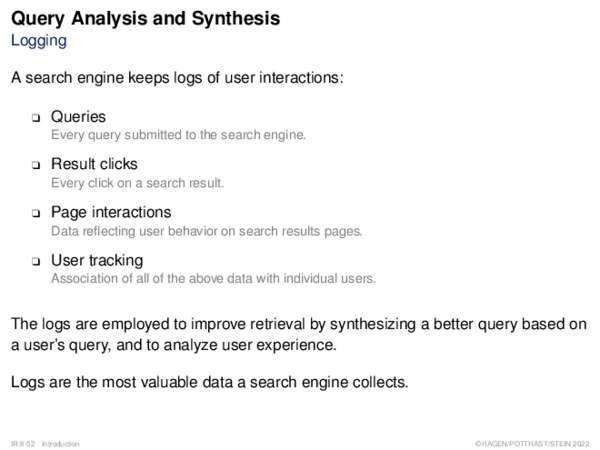 Query Analysis and Synthesis
Logging
A search engine keeps logs of user interactions:
❑ Queries
Every query submitted to the search engine.
❑ Result clicks
Every click on a search result.
❑ Page interactions
Data reflecting user behavior on search results pages.
❑ User tracking
Association of all of the above data with individual users.
The logs are employed to improve retrieval by synthesizing a better query based on
a user's query, and to analyze user experience.
Logs are the most valuable data a search engine collects.
IR:II-52 Introduction ©HAGEN/POTTHAST/STEIN 2022